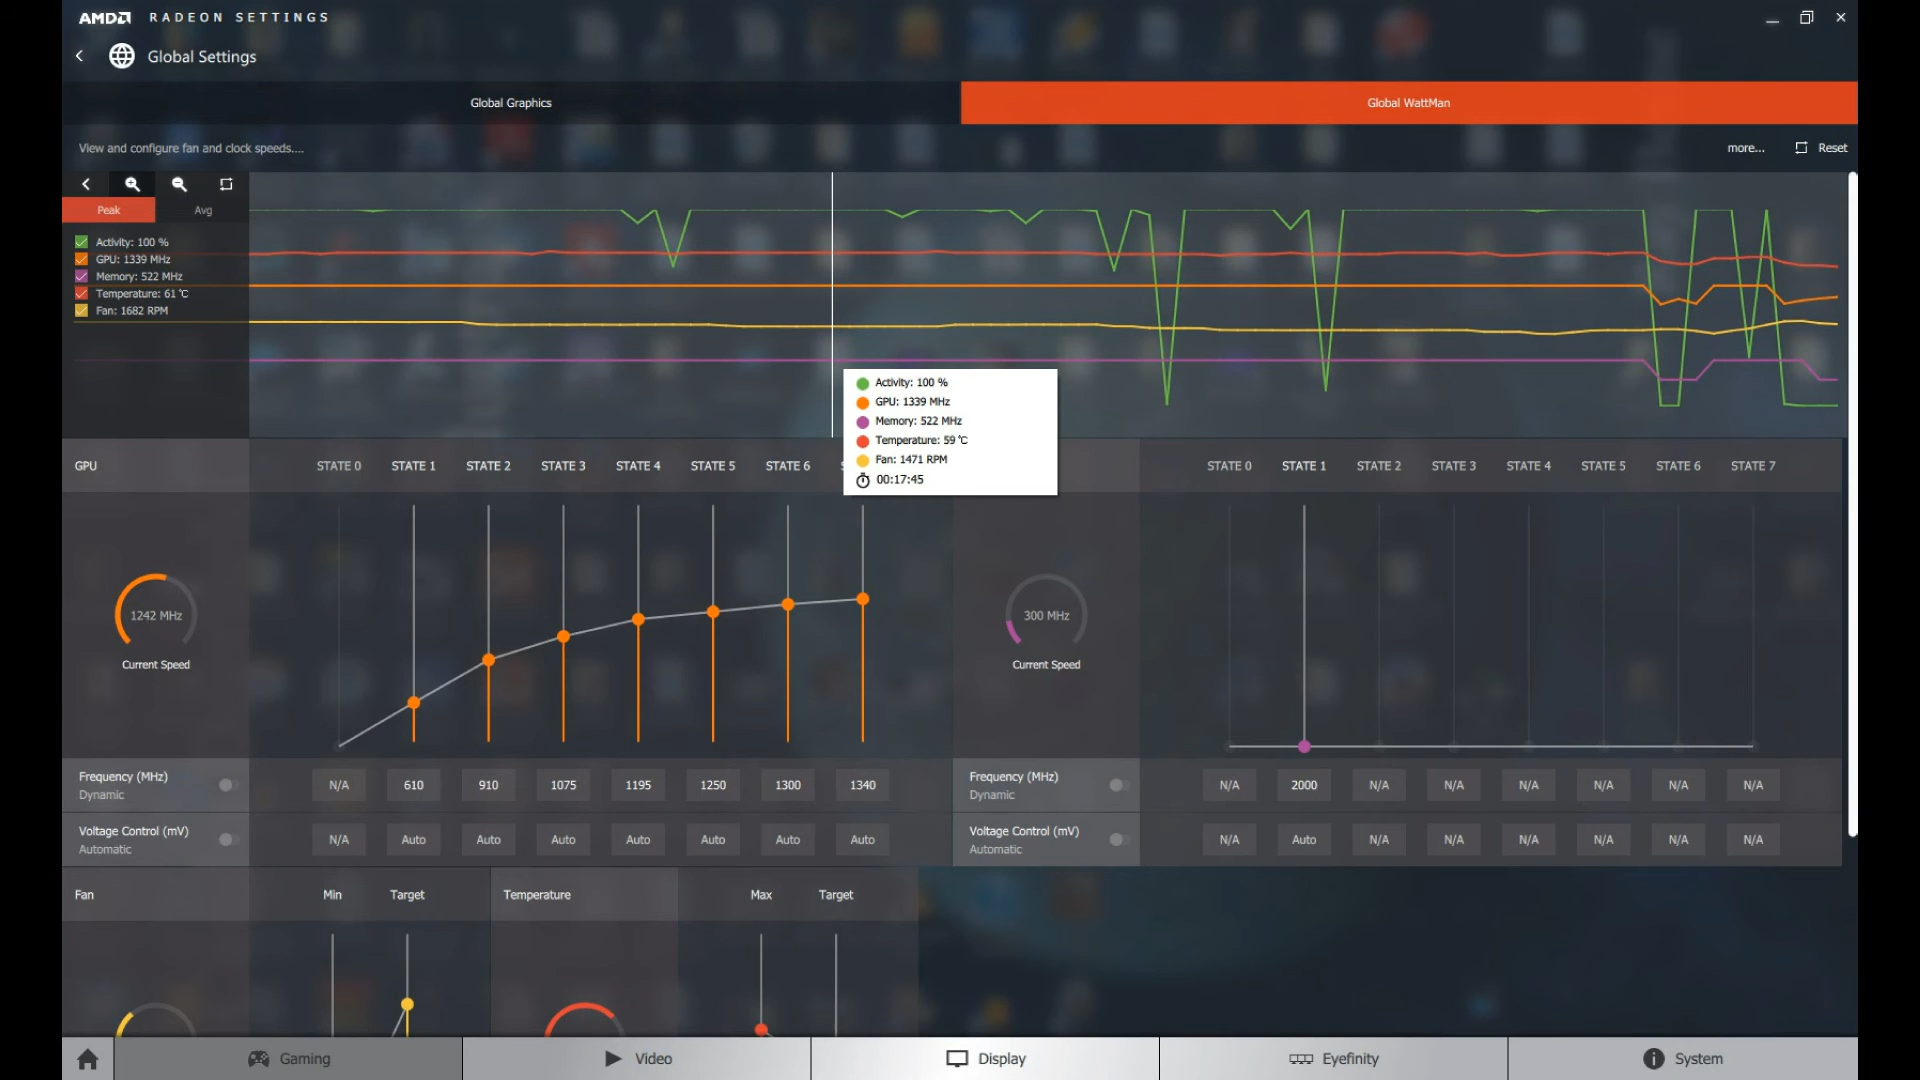 AMD RADEON SETTINGS
Global Settings
Global Graphics
Global WattMan
View and configure fan and clock speeds....
more...
Reset
Peak
Avg
Activity: 100 %
GPU: 1339 MHz
Memory: 522 MHz
Temperature: 61 °C
Fan: 1682 RPM
Activity: 100 %
GPU: 1339 MHz
Memory: 522 MHz
Temperature: 59 °C
Fan: 1471 RPM
00:17:45
GPU
STATE 0 STATE 1 STATE 2 STATE 3 STATE 4 STATE 5 STATE 6
1242 MHz
Current Speed
Frequency (MHz)
Dynamic
N/A 610 910 1075 1195 1250 1300 1340
Voltage Control (mV)
Automatic
N/A Auto Auto Auto Auto Auto Auto Auto
STATE 0 STATE 1 STATE 2 STATE 3 STATE 4 STATE 5 STATE 6 STATE 7
300 MHz
Current Speed
Frequency (MHz)
Dynamic
N/A 2000 N/A N/A N/A N/A N/A N/A
Voltage Control (mV)
Automatic
N/A Auto N/A N/A N/A N/A N/A N/A
Fan
Min
Target
Temperature
Max
Target
Gaming
Video
Display
Eyefinity
System